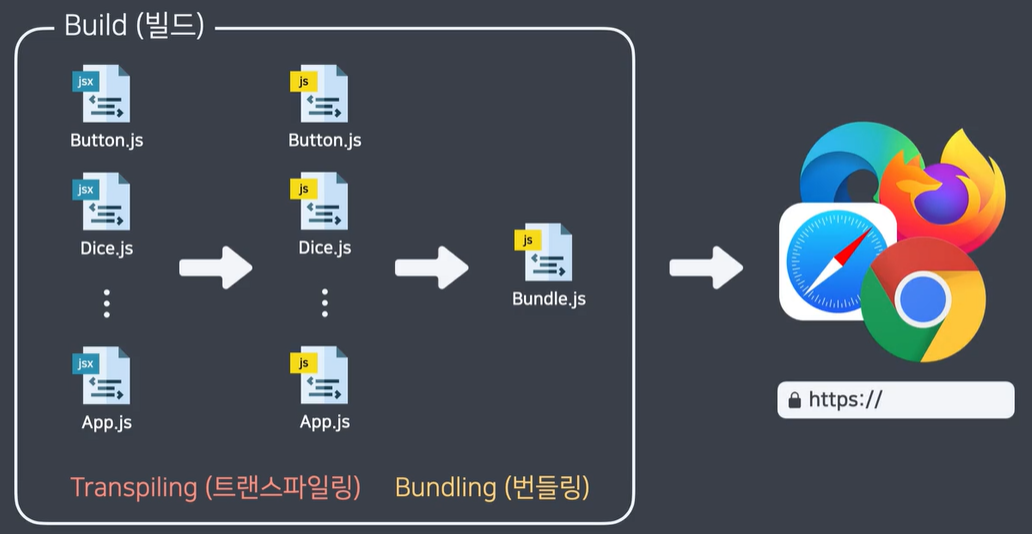 Build (빌드)
jsx
Button.js
jsx
Dice.js
jsx
App.js
js
Button.js
js
Dice.js
js
App.js
js
Bundle.js
Transpiling (트랜스파일링)
Bundling (번들링)
https://